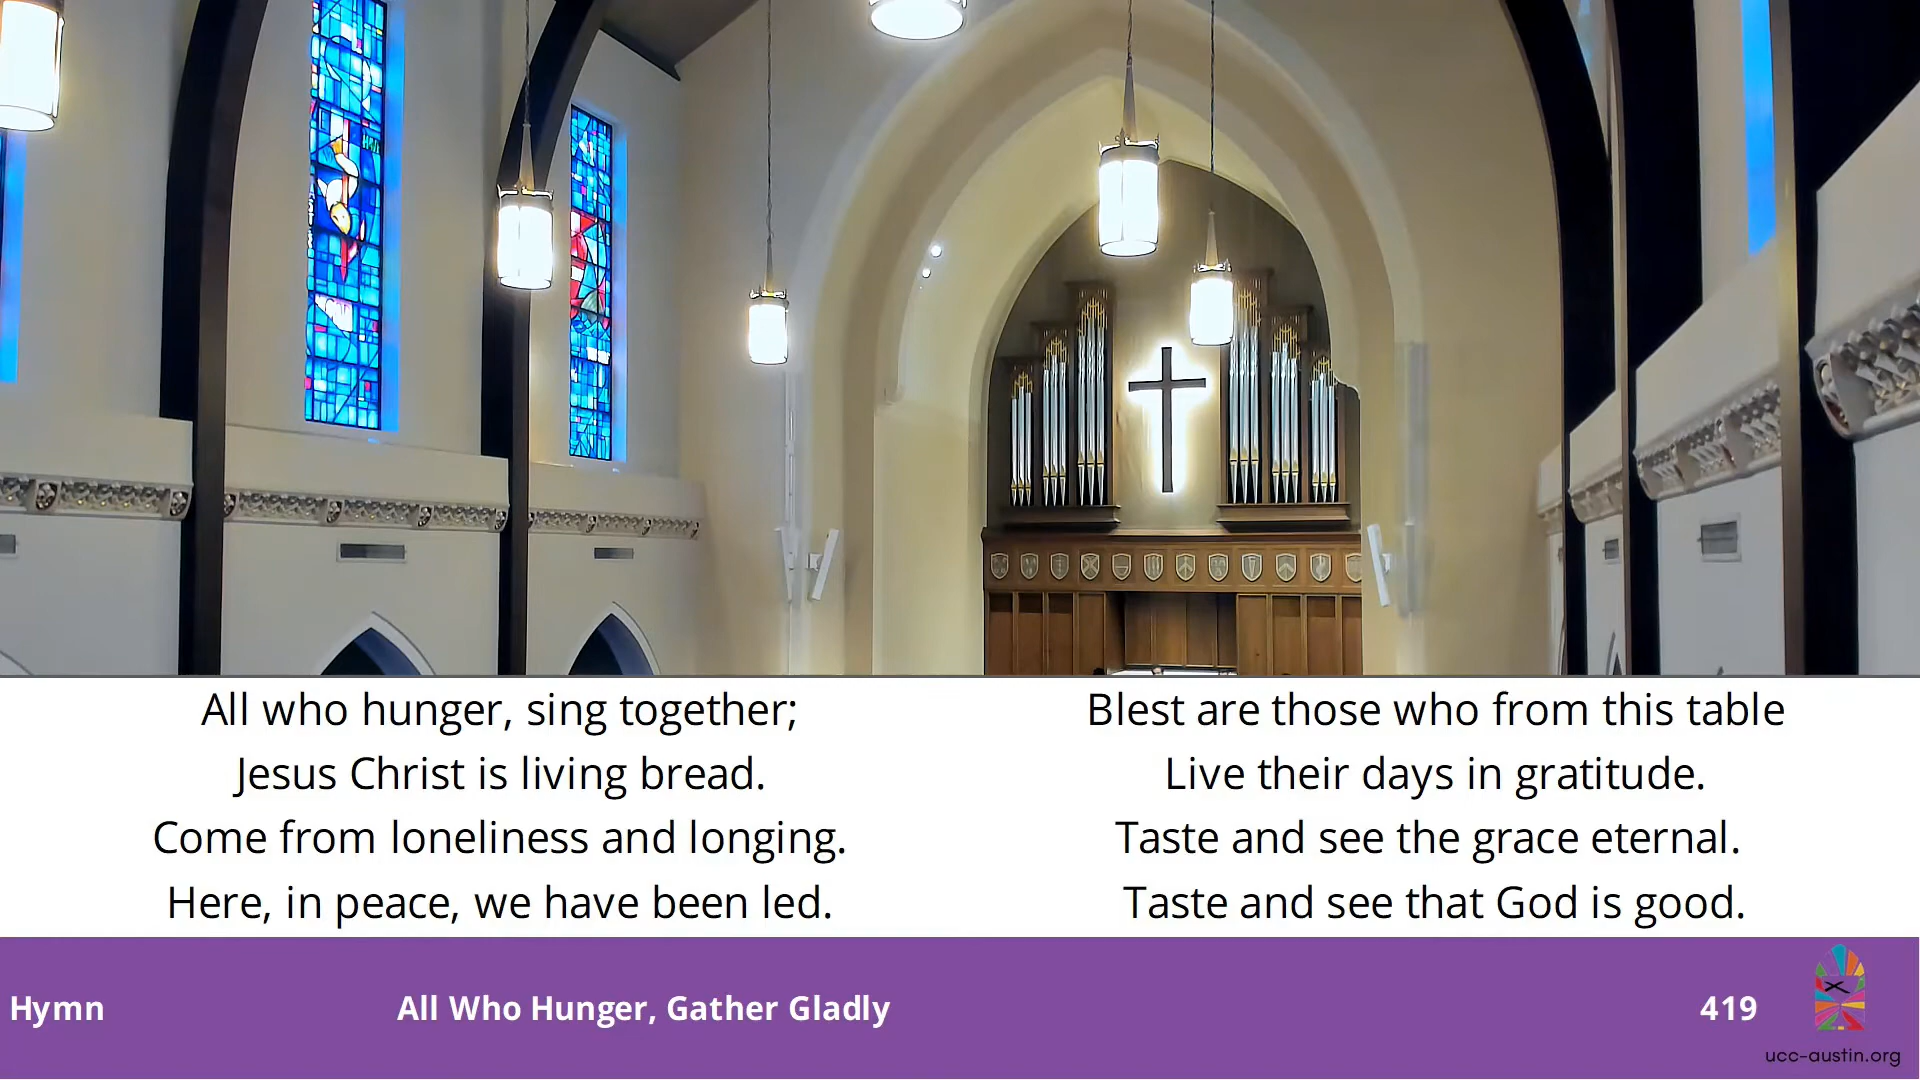 All who hunger, sing together;
Jesus Christ is living bread.
Come from loneliness and longing.
Here, in peace, we have been led.
Blest are those who from this table
Live their days in gratitude.
Taste and see the grace eternal.
Taste and see that God is good.
Hymn
All Who Hunger, Gather Gladly
419
ucc-austin.org